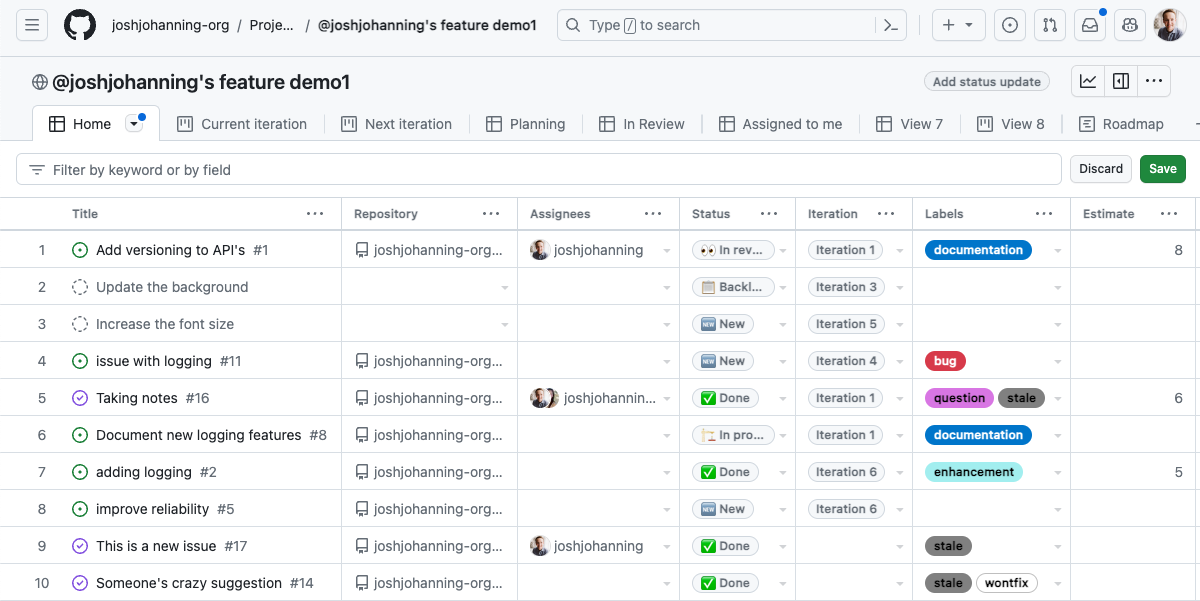 joshjohanning-org / Proje... / @joshjohanning's feature demo1 Type / to search
@joshjohanning's feature demo1 Add status update
Home Current iteration Next iteration Planning In Review Assigned to me View 7 View 8 Roadmap
Filter by keyword or by field Discard Save
Title Repository Assignees Status Iteration Labels Estimate
1 Add versioning to API's #1 joshjohanning-org... joshjohanning 👀 In rev... Iteration 1 documentation 8
2 Update the background 📋 Backl... Iteration 3
3 Increase the font size 🆕 New Iteration 5
4 issue with logging #11 joshjohanning-org... 🆕 New Iteration 4 bug
5 Taking notes #16 joshjohanning-org... joshjohannin... ✅ Done Iteration 1 question stale 6
6 Document new logging features #8 joshjohanning-org... 🏗 In pro... Iteration 1 documentation
7 adding logging #2 joshjohanning-org... ✅ Done Iteration 6 enhancement 5
8 improve reliability #5 joshjohanning-org... 🆕 New Iteration 6
9 This is a new issue #17 joshjohanning-org... joshjohanning ✅ Done stale
10 Someone's crazy suggestion #14 joshjohanning-org... ✅ Done stale wontfix